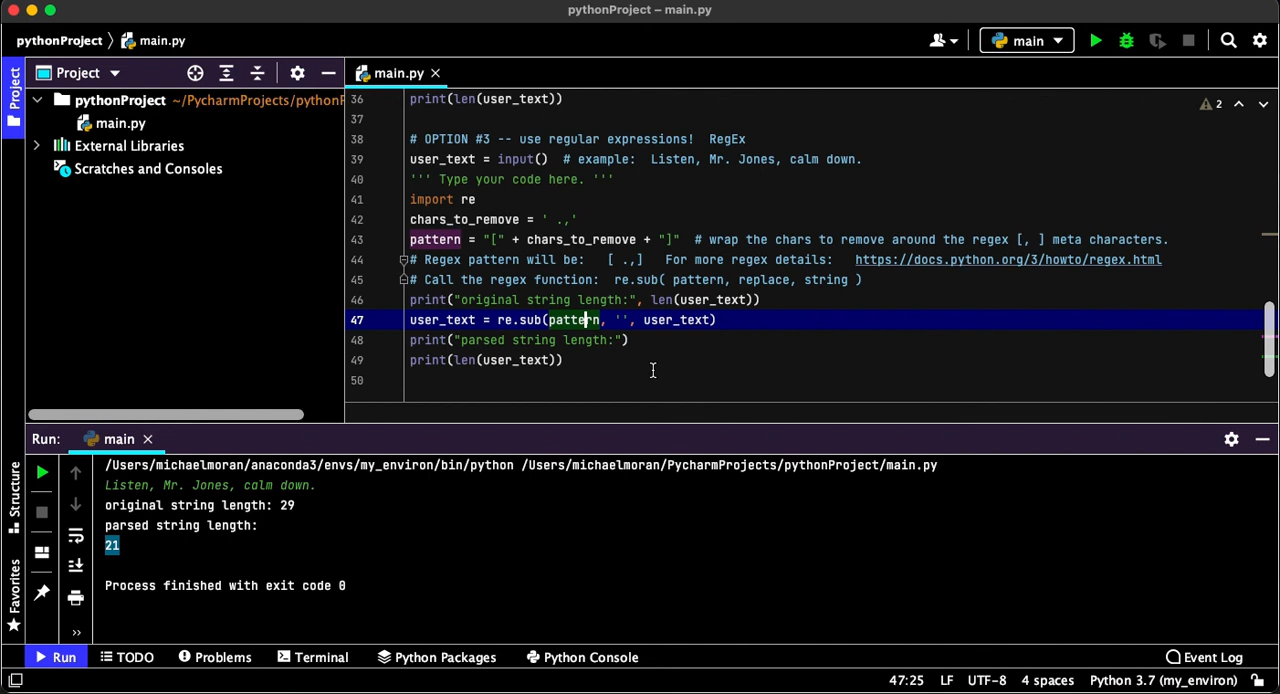 pythonProject – main.py
pythonProject 〉 main.py
main
Project
Project
main.py
pythonProject ~/PycharmProjects/pythonP
main.py
External Libraries
Scratches and Consoles
2
36 print(len(user_text))
37
38 # OPTION #3 -- use regular expressions!  RegEx
39 user_text = input()  # example:  Listen, Mr. Jones, calm down.
40 ''' Type your code here. '''
41 import re
42 chars_to_remove = ' .,'
43 pattern = "[" + chars_to_remove + "]"  # wrap the chars to remove around the regex [, ] meta characters.
44 # Regex pattern will be:   [ .,]   For more regex details:   https://docs.python.org/3/howto/regex.html
45 # Call the regex function:  re.sub( pattern, replace, string )
46 print("original string length:", len(user_text))
47 user_text = re.sub(pattern, '', user_text)
48 print("parsed string length:")
49 print(len(user_text))
50
Run: main
/Users/michaelmoran/anaconda3/envs/my_environ/bin/python /Users/michaelmoran/PycharmProjects/pythonProject/main.py
Listen, Mr. Jones, calm down.
original string length: 29
parsed string length:
21
Process finished with exit code 0
Structure
Favorites
Run TODO Problems Terminal Python Packages Python Console Event Log
47:25 LF UTF-8 4 spaces Python 3.7 (my_environ)